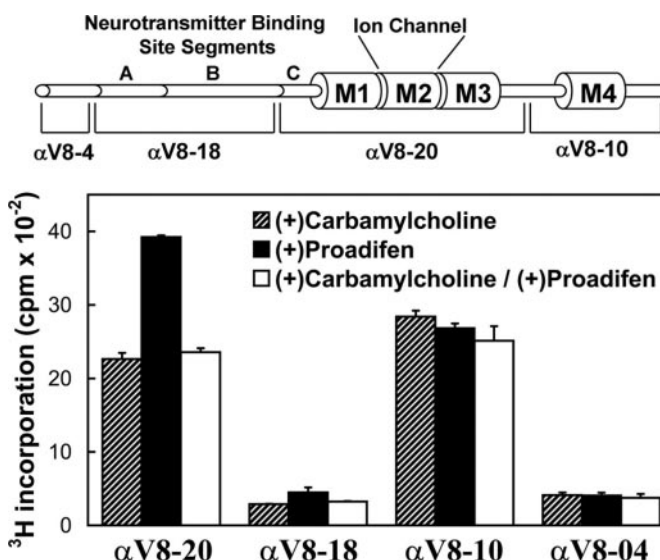 Neurotransmitter Binding
Site Segments
Ion Channel
A B C
M1 M2 M3 M4
αV8-4 αV8-18 αV8-20 αV8-10
³H incorporation (cpm x 10⁻²)
40
30
20
10
0
(+)Carbamylcholine
(+)Proadifen
(+)Carbamylcholine / (+)Proadifen
αV8-20 αV8-18 αV8-10 αV8-04